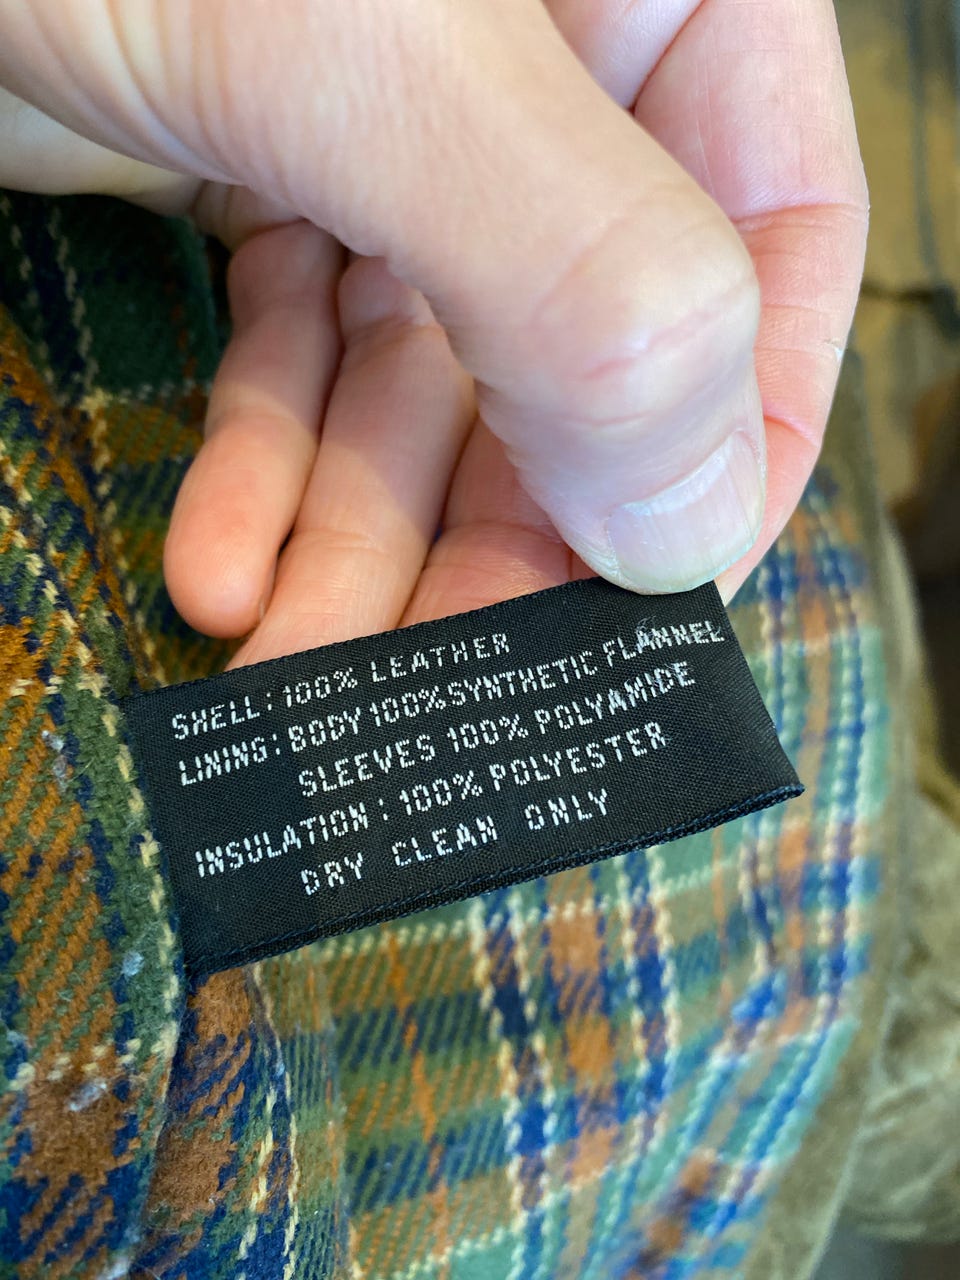 SHELL: 100% LEATHER
LINING: BODY 100% SYNTHETIC FLANNEL
SLEEVES 100% POLYAMIDE
INSULATION : 100% POLYESTER
DRY CLEAN ONLY